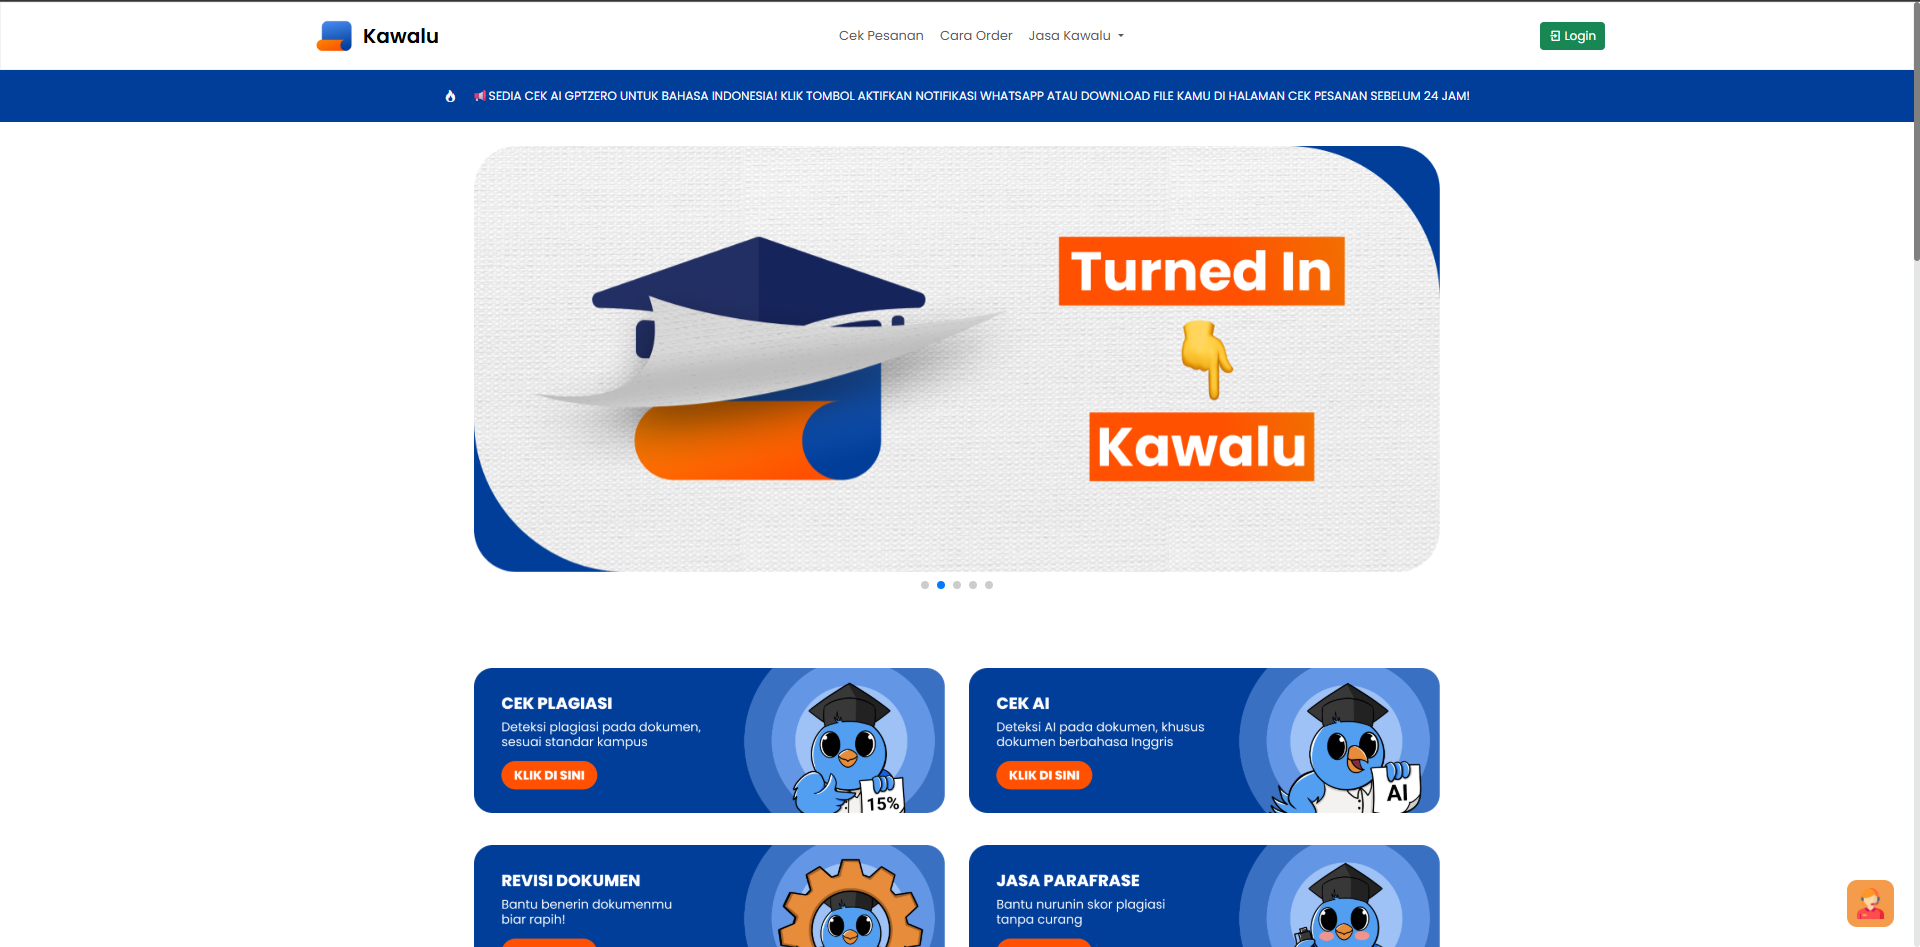 Kawalu
Cek Pesanan
Cara Order
Jasa Kawalu
Login
SEDIA CEK AI GPTZERO UNTUK BAHASA INDONESIA! KLIK TOMBOL AKTIFKAN NOTIFIKASI WHATSAPP ATAU DOWNLOAD FILE KAMU DI HALAMAN CEK PESANAN SEBELUM 24 JAM!
Turned In
Kawalu
CEK PLAGIASI
Deteksi plagiasi pada dokumen,
sesuai standar kampus
KLIK DI SINI
15%
CEK AI
Deteksi AI pada dokumen, khusus
dokumen berbahasa Inggris
KLIK DI SINI
AI
REVISI DOKUMEN
Bantu benerin dokumenmu
biar rapih!
JASA PARAFRASE
Bantu nurunin skor plagiasi
tanpa curang